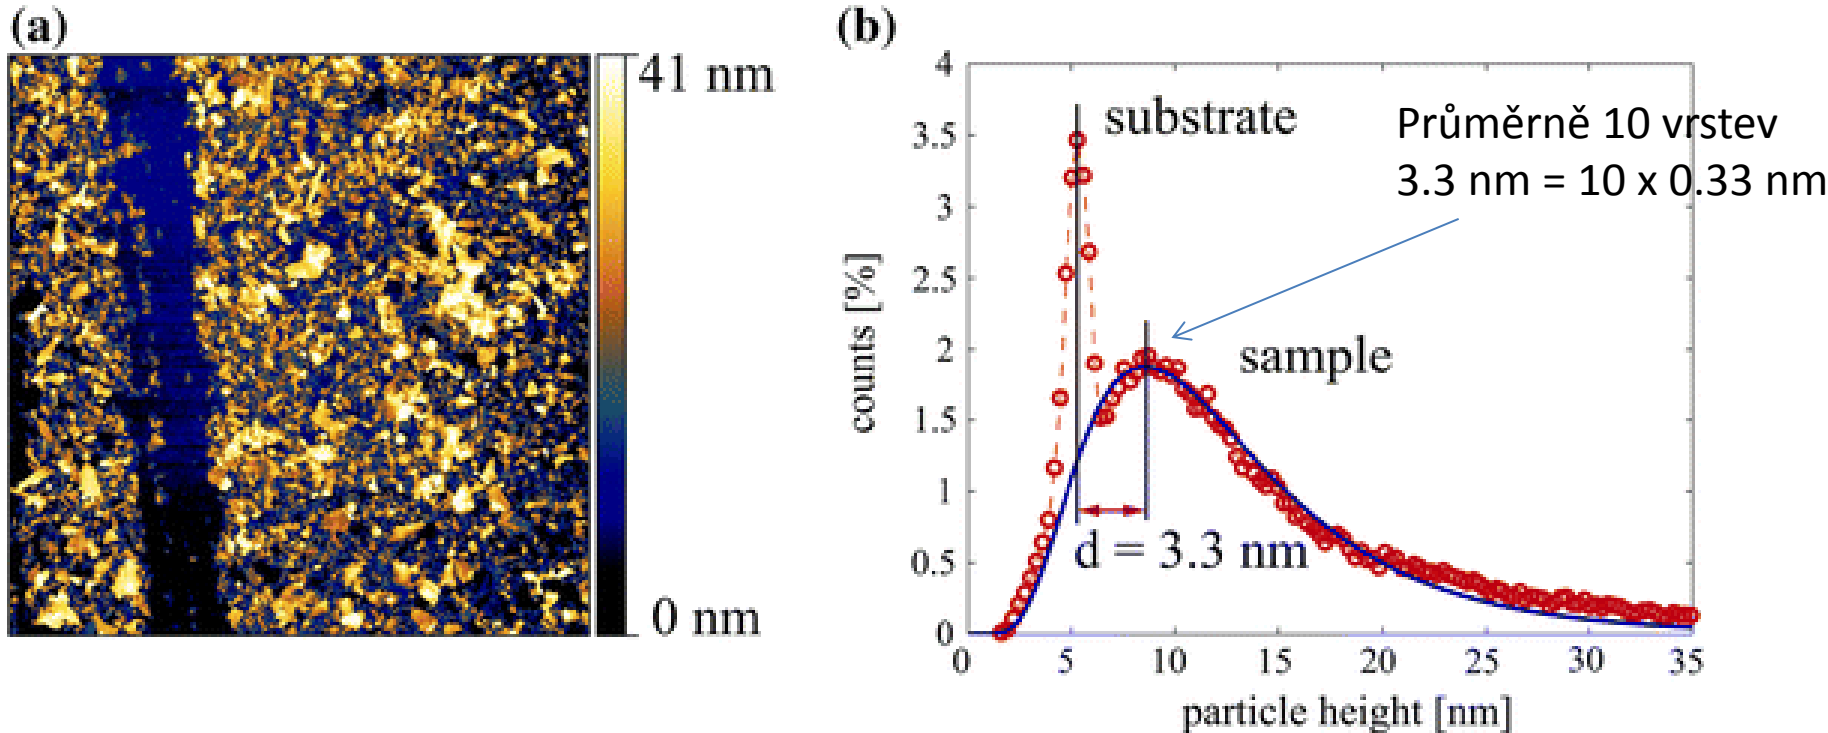 (a)
41 nm
0 nm
(b)
4
3.5
3
2.5
2
1.5
1
0.5
0
counts [%]
substrate
Průměrně 10 vrstev
3.3 nm = 10 x 0.33 nm
sample
d = 3.3 nm
0 5 10 15 20 25 30 35
particle height [nm]